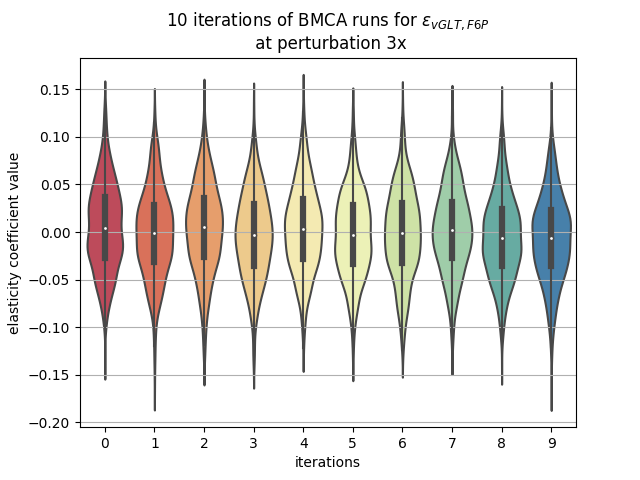 10 iterations of BMCA runs for ε_{vGLT, F6P}
at perturbation 3x
elasticity coefficient value
0.15
0.10
0.05
0.00
−0.05
−0.10
−0.15
−0.20
0 1 2 3 4 5 6 7 8 9
iterations